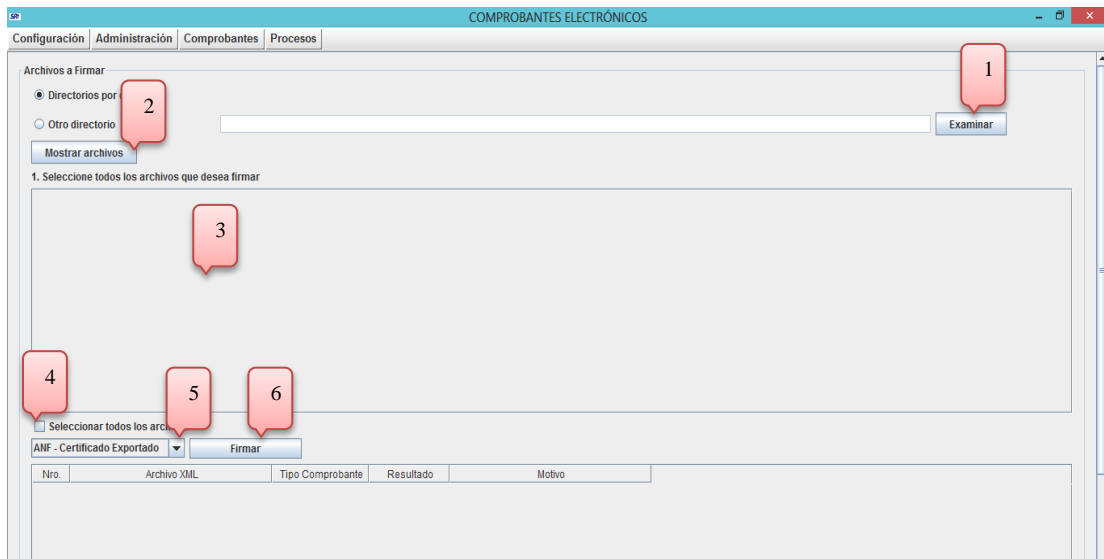 SRI
COMPROBANTES ELECTRÓNICOS
Configuración Administración Comprobantes Procesos
Archivos a Firmar
1
Directorios por
2
Otro directorio
Examinar
Mostrar archivos
1. Seleccione todos los archivos que desea firmar
3
4
5
6
Seleccionar todos los
ANF - Certificado Exportado
Firmar
Nro. Archivo XML Tipo Comprobante Resultado Motivo